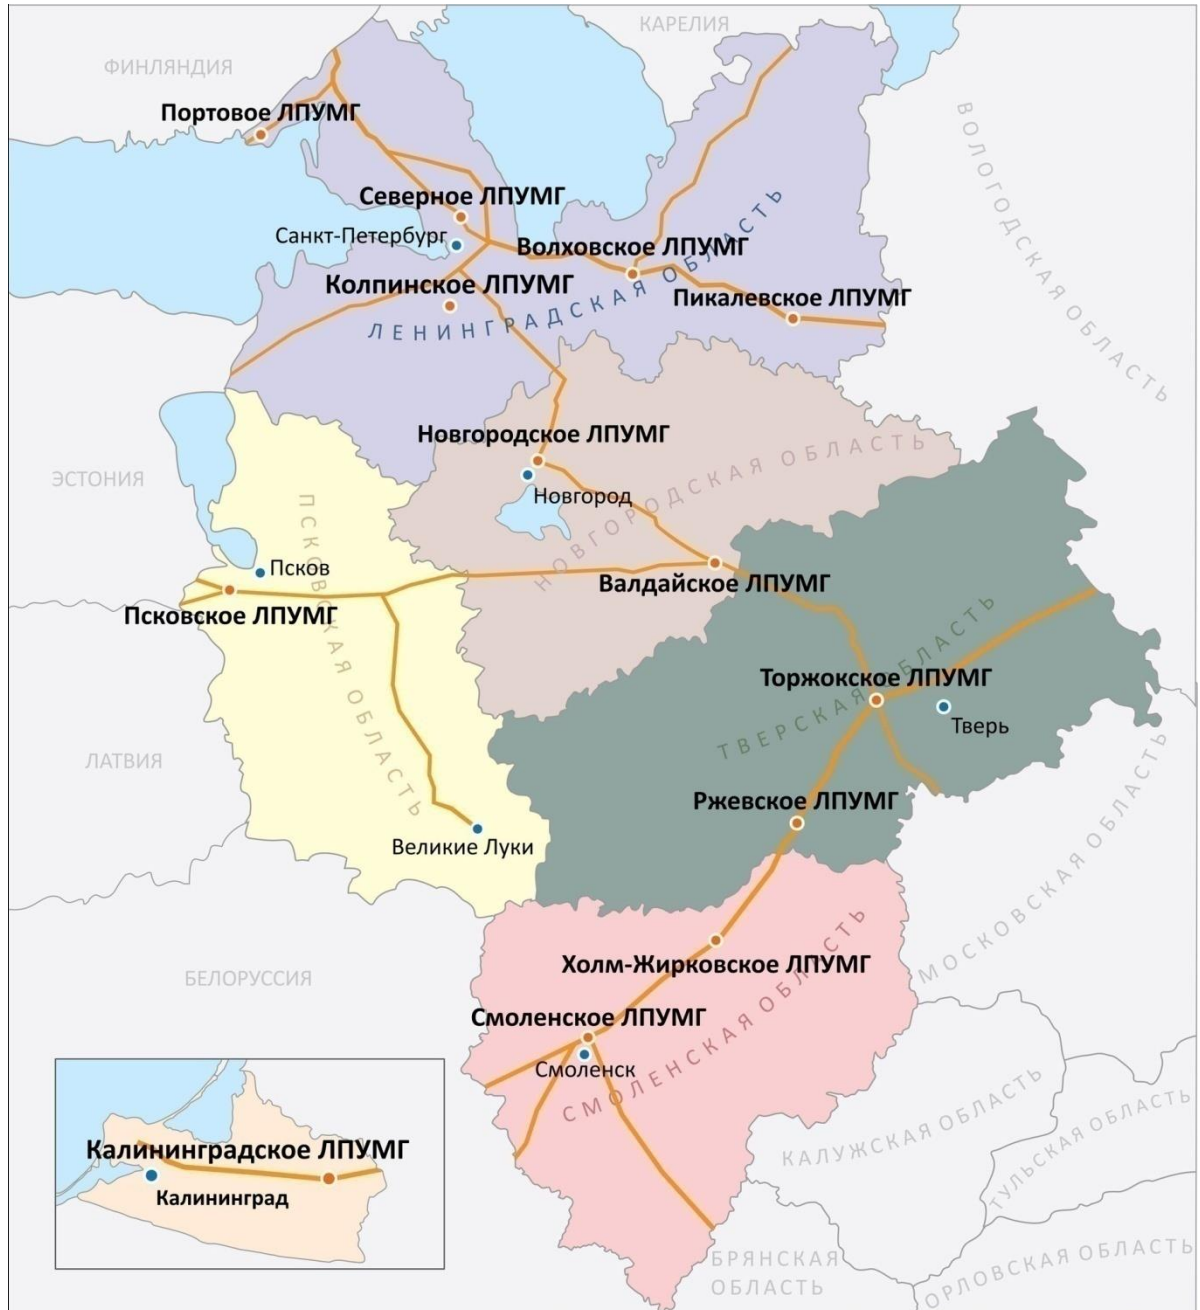 КАРЕЛИЯ
ФИНЛЯНДИЯ
Портовое ЛПУМГ
ВОЛОГОДСКАЯ ОБЛАСТЬ
Северное ЛПУМГ
Санкт-Петербург
Волховское ЛПУМГ
Колпинское ЛПУМГ
Пикалевское ЛПУМГ
ЛЕНИНГРАДСКАЯ ОБЛАСТЬ
Новгородское ЛПУМГ
НОВГОРОДСКАЯ ОБЛАСТЬ
ЭСТОНИЯ
Новгород
ПСКОВСКАЯ ОБЛАСТЬ
Псков
Валдайское ЛПУМГ
Псковское ЛПУМГ
Торжокское ЛПУМГ
ТВЕРСКАЯ ОБЛАСТЬ
Тверь
ЛАТВИЯ
Ржевское ЛПУМГ
Великие Луки
МОСКОВСКАЯ ОБЛАСТЬ
Холм-Жирковское ЛПУМГ
БЕЛОРУССИЯ
Смоленское ЛПУМГ
Смоленск
СМОЛЕНСКАЯ ОБЛАСТЬ
КАЛУЖСКАЯ ОБЛАСТЬ
ТУЛЬСКАЯ ОБЛАСТЬ
Калининградское ЛПУМГ
Калининград
БРЯНСКАЯ
ОБЛАСТЬ
ОРЛОВСКАЯ ОБЛАСТЬ